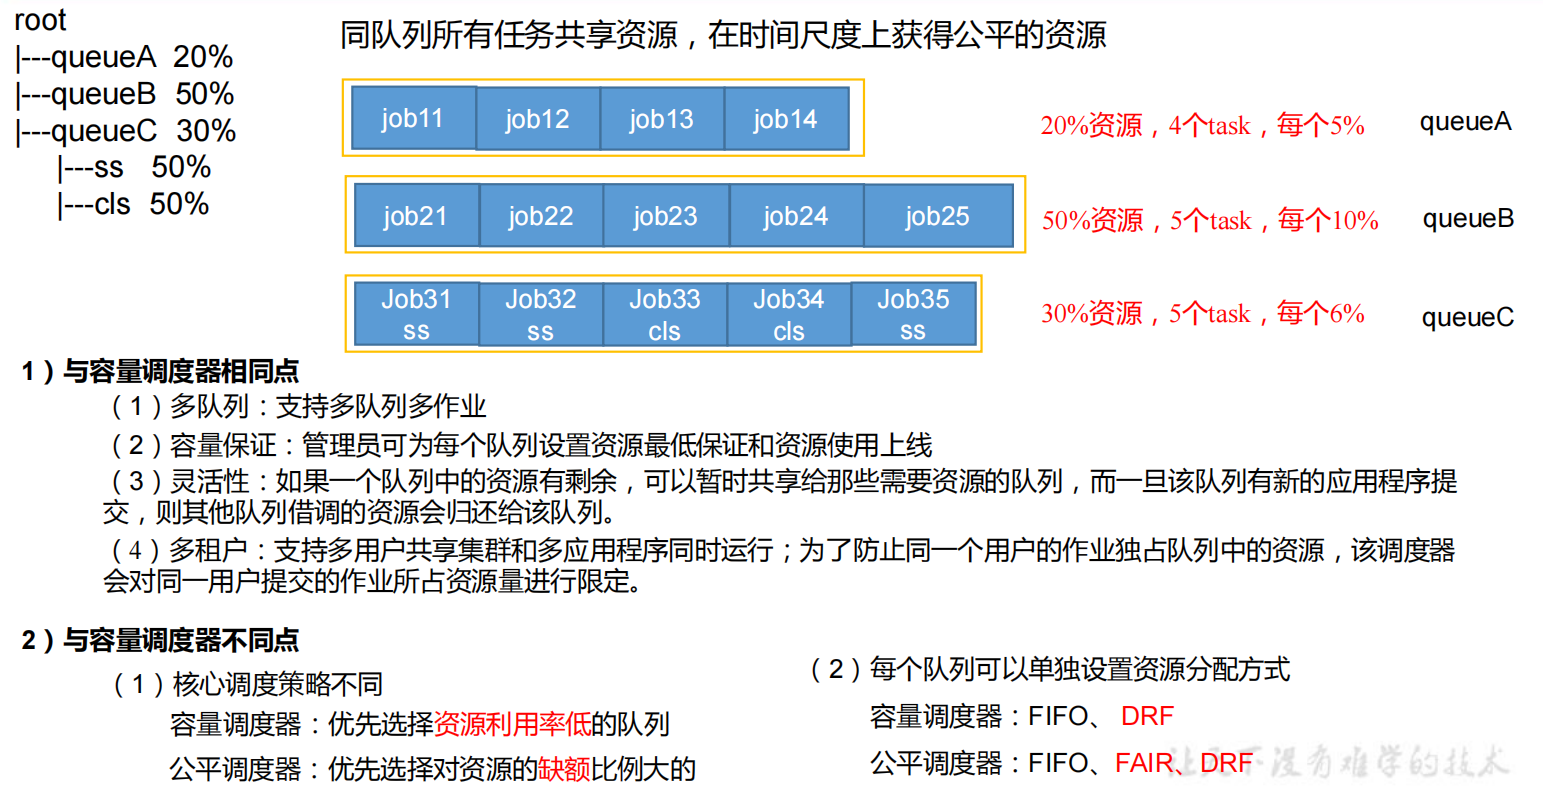 root
|---queueA 20%
|---queueB 50%
|---queueC 30%
|---ss 50%
|---cls 50%
同队列所有任务共享资源，在时间尺度上获得公平的资源
job11 job12 job13 job14
20%资源，4个task，每个5%
queueA
job21 job22 job23 job24 job25
50%资源，5个task，每个10%
queueB
Job31 Job32 Job33 Job34 Job35
ss ss cls cls ss
30%资源，5个task，每个6%
queueC
1）与容量调度器相同点
（1）多队列：支持多队列多作业
（2）容量保证：管理员可为每个队列设置资源最低保证和资源使用上线
（3）灵活性：如果一个队列中的资源有剩余，可以暂时共享给那些需要资源的队列，而一旦该队列有新的应用程序提
交，则其他队列借调的资源会归还给该队列。
（4）多租户：支持多用户共享集群和多应用程序同时运行；为了防止同一个用户的作业独占队列中的资源，该调度器
会对同一用户提交的作业所占资源量进行限定。
2）与容量调度器不同点
（1）核心调度策略不同
容量调度器：优先选择资源利用率低的队列
公平调度器：优先选择对资源的缺额比例大的
（2）每个队列可以单独设置资源分配方式
容量调度器：FIFO、 DRF
公平调度器：FIFO、FAIR、DRF
让天下没有难学的技术